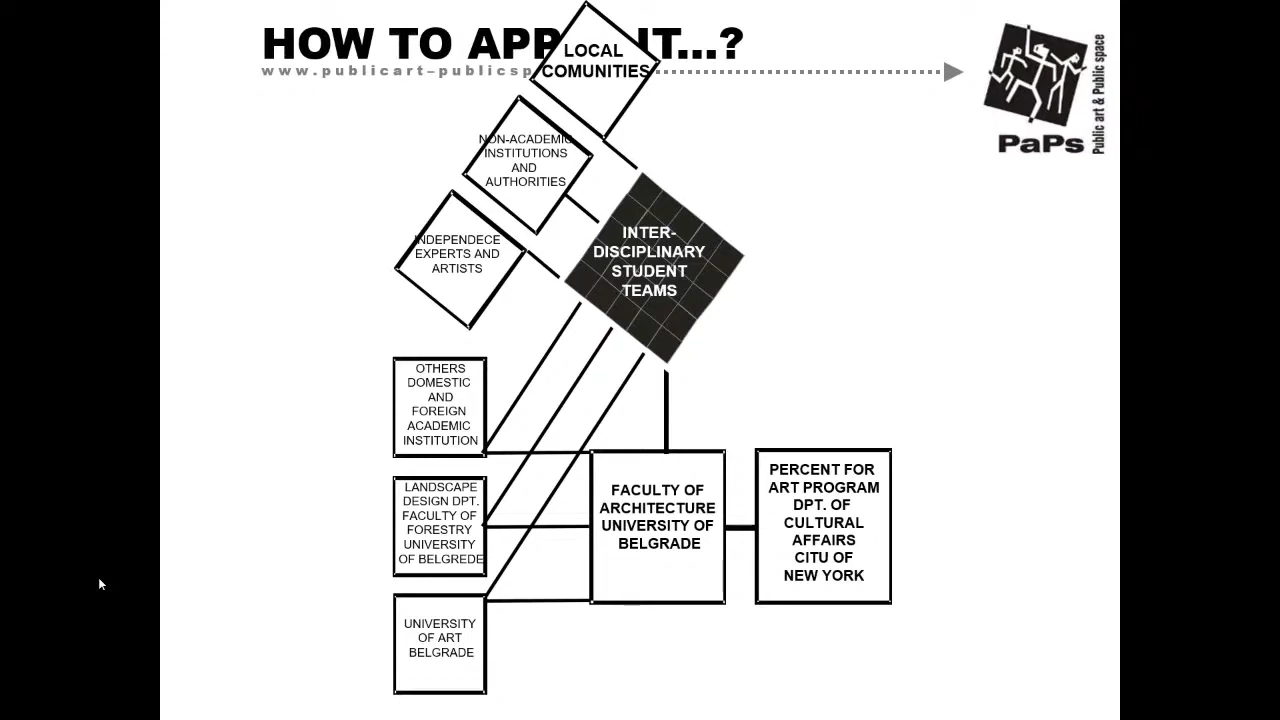 HOW TO APP IT...?
www.publicart-publicsp
LOCAL
COMUNITIES
NON-ACADEMIC
INSTITUTIONS
AND
AUTHORITIES
INDEPENDECE
EXPERTS AND
ARTISTS
INTER-
DISCIPLINARY
STUDENT
TEAMS
OTHERS
DOMESTIC
AND
FOREIGN
ACADEMIC
INSTITUTION
LANDSCAPE
DESIGN DPT.
FACULTY OF
FORESTRY
UNIVERSITY
OF BELGREDE
UNIVERSITY
OF ART
BELGRADE
FACULTY OF
ARCHITECTURE
UNIVERSITY OF
BELGRADE
PERCENT FOR
ART PROGRAM
DPT. OF
CULTURAL
AFFAIRS
CITU OF
NEW YORK
PaPs
Public art & Public space